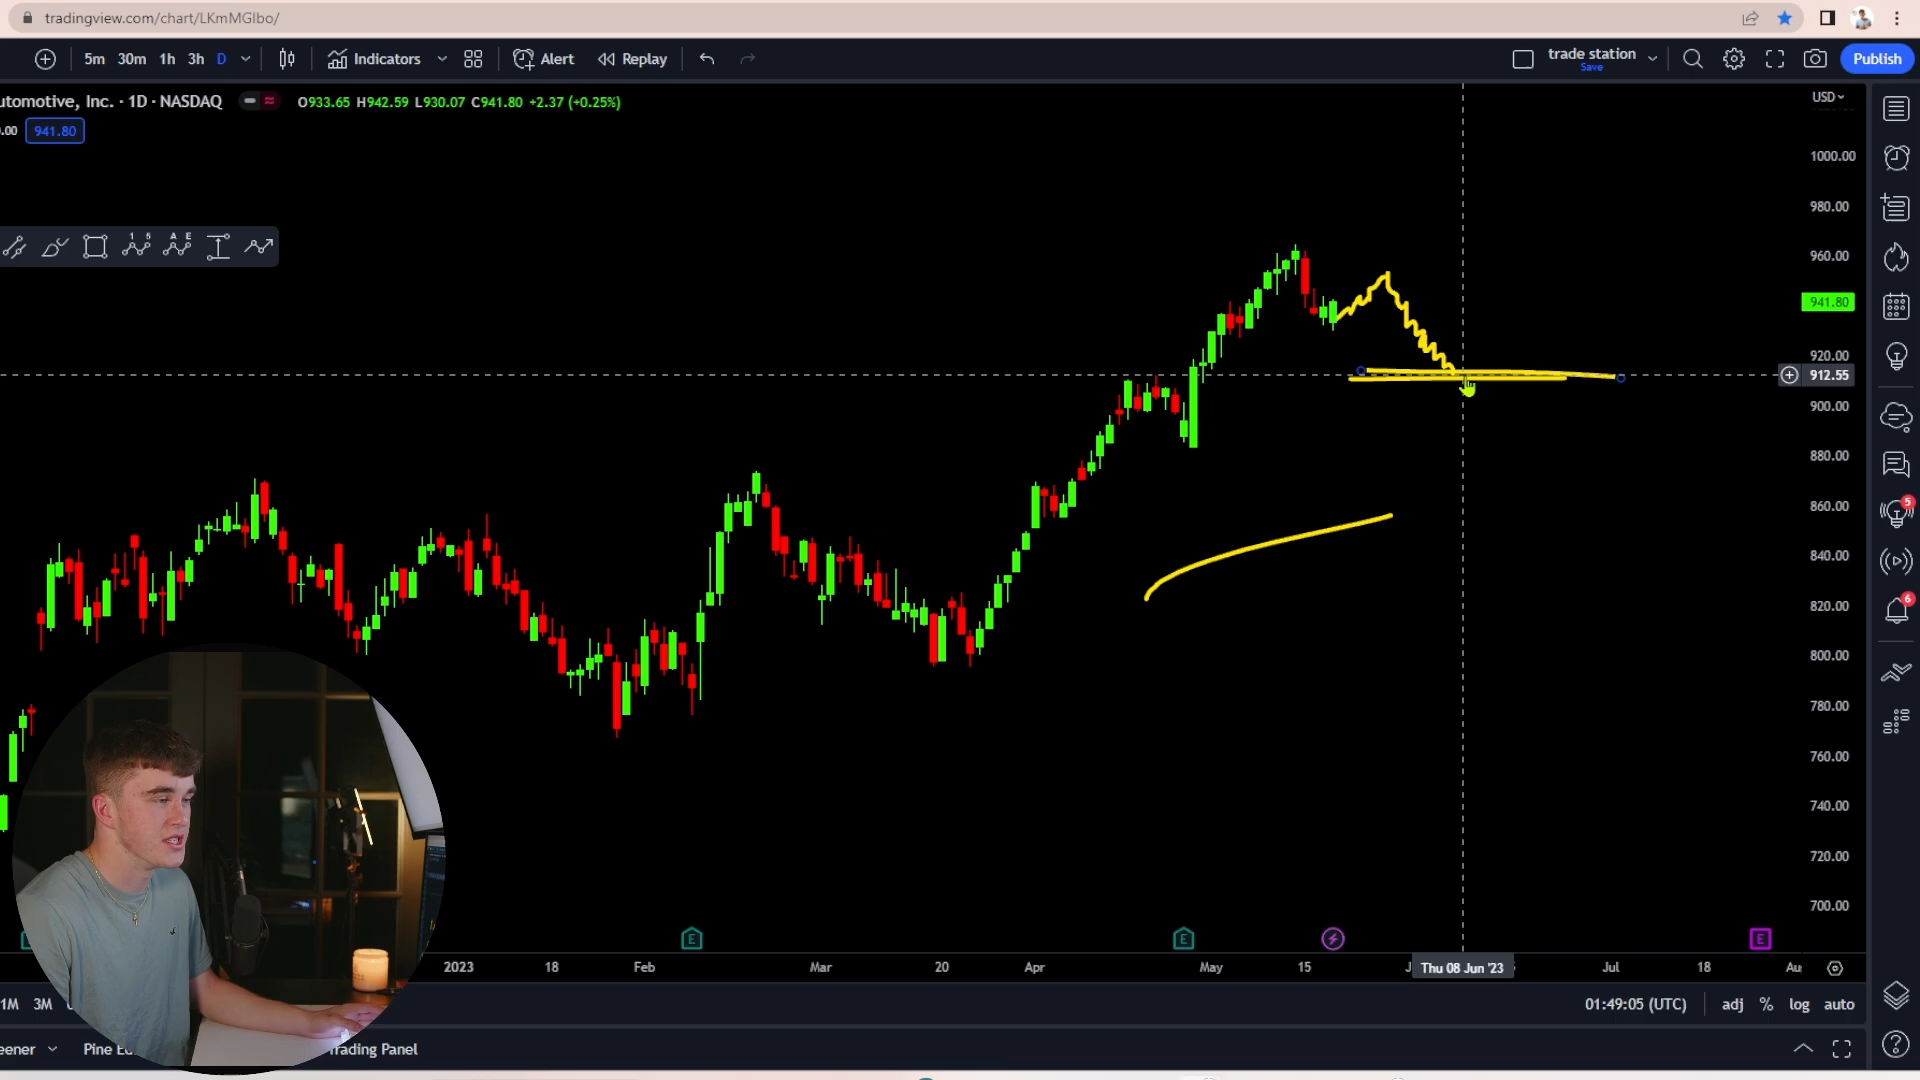 tradingview.com/chart/LKmMGlbo/
5m 30m 1h 3h D Indicators Alert Replay trade station Save Publish
utomotive, Inc. · 1D · NASDAQ O933.65 H942.59 L930.07 C941.80 +2.37 (+0.25%) USD
.00 941.80
1000.00
980.00
1 5 A E
960.00
941.80
920.00
912.55
900.00
880.00
860.00
5
840.00
820.00
6
800.00
780.00
760.00
740.00
720.00
700.00
E E E
2023 18 Feb Mar 20 Apr May 15 Thu 08 Jun '23 Jul 18 Au
1M 3M 01:49:05 (UTC) adj % log auto
eener Pine E rading Panel